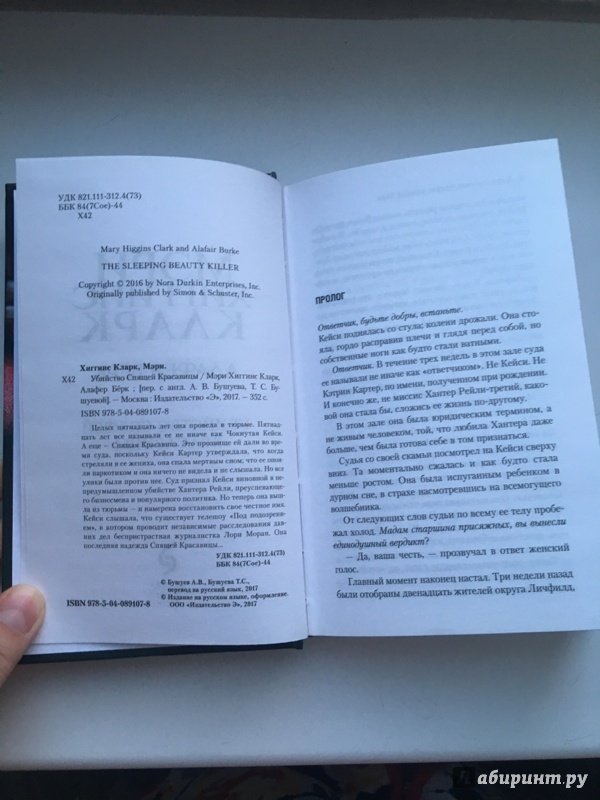 УДК 821.111-312.4(73)
ББК 84(7Сое)-44
Х42
Mary Higgins Clark and Alafair Burke
THE SLEEPING BEAUTY KILLER
Copyright © 2016 by Nora Durkin Enterprises, Inc.
Originally published by Simon & Schuster, Inc.
Хиггинс Кларк, Мэри.
Х42 Убийство Спящей Красавицы / Мэри Хиггинс Кларк,
Алафер Бёрк ; [пер. с англ. А. В. Бушуева, Т. С. Бу-
шуевой]. — Москва : Издательство «Э», 2017. — 352 с.
ISBN 978-5-04-089107-8
Целых пятнадцать лет она провела в тюрьме. Пятнад-
цать лет все называли ее не иначе как Чокнутая Кейси.
А еще — Спящая Красавица. Это прозвище ей дали во вре-
мя суда, поскольку Кейси Картер утверждала, что когда
стреляли в ее жениха, она спала мертвым сном; что ее опои-
ли наркотиком и она ничего не видела и не слышала. Но все
улики были против нее. Суд признал Кейси виновной в не-
предумышленном убийстве Хантера Рейли, преуспевающе-
го бизнесмена и популярного политика. Но теперь она выш-
ла из тюрьмы — и намерена восстановить свое честное имя.
Кейси слышала, что существует телешоу «Под подозрени-
ем», в котором проводит независимые расследования дав-
них дел беспристрастная журналистка Лори Моран. Она
последняя надежда Спящей Красавицы...
УДК 821.111-312.4(73)
ББК 84(7Сое)-44
© Бушуев А.В., Бушуева Т.С.,
перевод на русский язык, 2017
© Издание на русском языке, оформление.
ООО «Издательство Э», 2017
ISBN 978-5-04-089107-8
ПРОЛОГ
Ответчик, будьте добры, встаньте.
Кейси поднялась со стула; колени дрожали. Она сто-
яла, гордо расправив плечи и глядя перед собой, но
собственные ноги как будто стали ватными.
Ответчик. В течение трех недель в этом зале суда
ее называли не иначе как «ответчиком». Не Кейси. Не
Кэтрин Картер, по имени, полученном при рождении.
И конечно же, не миссис Хантер Рейли-третий, како-
вой она стала бы, сложись ее жизнь по-другому.
В этом зале она была юридическим термином, а
не живым человеком, той, что любила Хантера даже
больше, чем была готова себе в том признаться.
Судья со своей скамьи посмотрел на Кейси сверху
вниз. Та моментально сжалась и как будто стала
меньше ростом. Она была испуганным ребенком в
дурном сне, в страхе насмотревшись на всемогущего
волшебника.
От следующих слов судьи по всему ее телу пробе-
жал холод. Мадам старшина присяжных, вы вынесли
единодушный вердикт?
— Да, ваша честь, — прозвучал в ответ женский
голос.
Главный момент наконец настал. Три недели назад
были отобраны двенадцать жителей округа Личфилд,
абиринт.ру